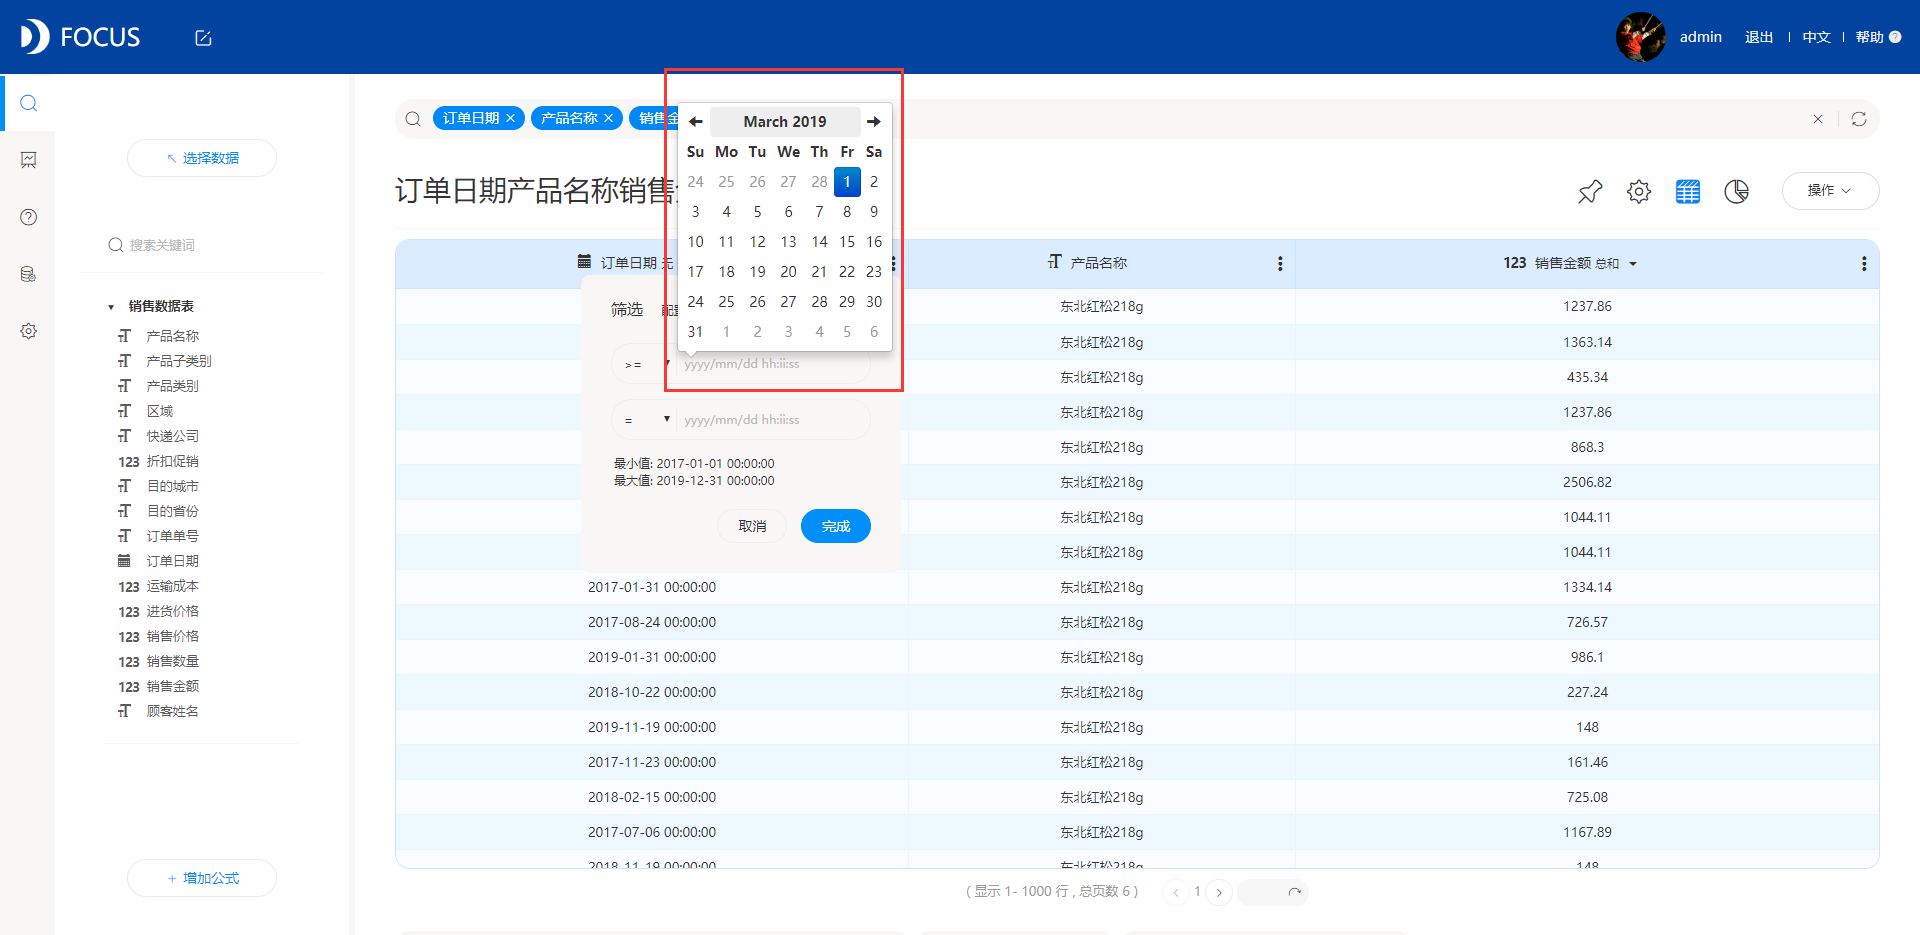 FOCUS
admin 退出 中文 帮助
选择数据
搜索关键词
销售数据表
产品名称
产品子类别
产品类别
区域
快递公司
123 折扣促销
目的城市
目的省份
订单单号
订单日期
123 运输成本
123 进货价格
123 销售价格
123 销售数量
123 销售金额
顾客姓名
+ 增加公式
订单日期 × 产品名称 × 销售金
订单日期产品名称销售
操作
March 2019
Su Mo Tu We Th Fr Sa
24 25 26 27 28 1 2
3 4 5 6 7 8 9
10 11 12 13 14 15 16
17 18 19 20 21 22 23
24 25 26 27 28 29 30
31 1 2 3 4 5 6
订单日期 无 产品名称 123 销售金额 总和
筛选 配置
>= yyyy/mm/dd hh:ii:ss
= yyyy/mm/dd hh:ii:ss
最小值: 2017-01-01 00:00:00
最大值: 2019-12-31 00:00:00
取消 完成
东北红松218g 1237.86
东北红松218g 1363.14
东北红松218g 435.34
东北红松218g 1237.86
东北红松218g 868.3
东北红松218g 2506.82
东北红松218g 1044.11
东北红松218g 1044.11
2017-01-31 00:00:00 东北红松218g 1334.14
2017-08-24 00:00:00 东北红松218g 726.57
2019-01-31 00:00:00 东北红松218g 986.1
2018-10-22 00:00:00 东北红松218g 227.24
2019-11-19 00:00:00 东北红松218g 148
2017-11-23 00:00:00 东北红松218g 161.46
2018-02-15 00:00:00 东北红松218g 725.08
2017-07-06 00:00:00 东北红松218g 1167.89
2018-11-19 00:00:00 东北红松218g 148
( 显示 1- 1000 行 , 总页数 6 ) 1